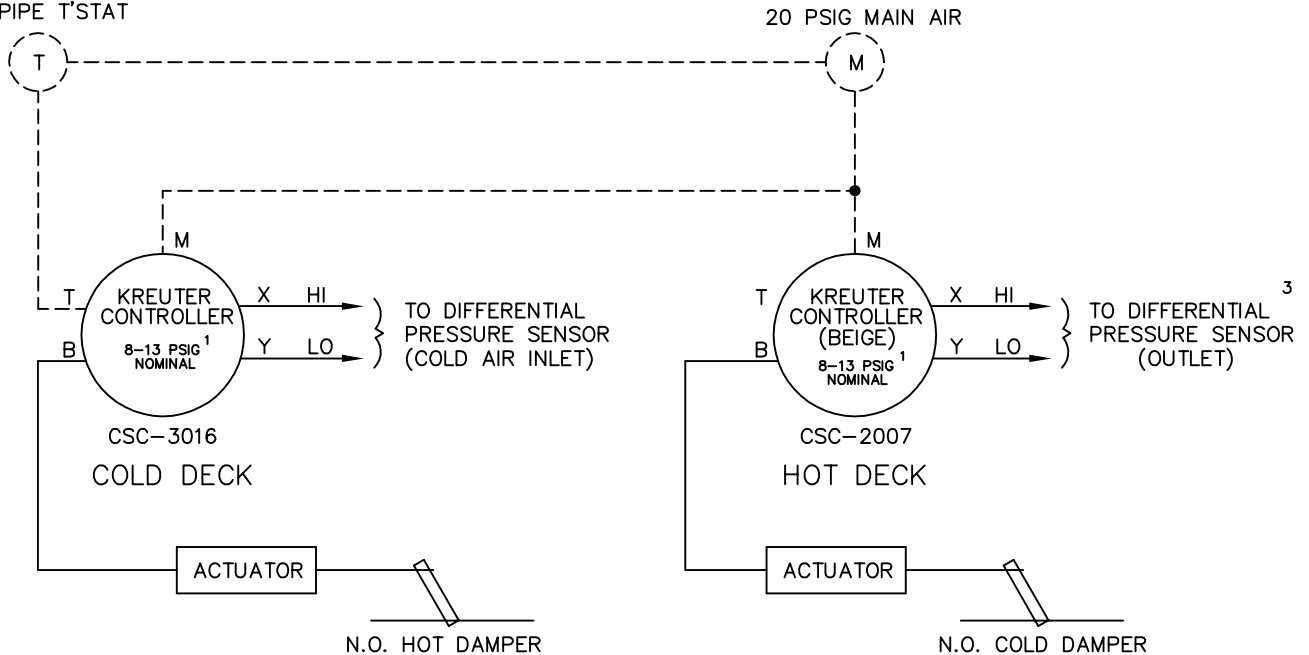 PIPE T'STAT
20 PSIG MAIN AIR
T
M
M
T
B
KREUTER
CONTROLLER
8-13 PSIG 1
NOMINAL
X HI
Y LO
TO DIFFERENTIAL
PRESSURE SENSOR
(COLD AIR INLET)
CSC-3016
COLD DECK
M
T
B
KREUTER
CONTROLLER
(BEIGE)
8-13 PSIG 1
NOMINAL
X HI
Y LO
TO DIFFERENTIAL 3
PRESSURE SENSOR
(OUTLET)
CSC-2007
HOT DECK
ACTUATOR
N.O. HOT DAMPER
ACTUATOR
N.O. COLD DAMPER